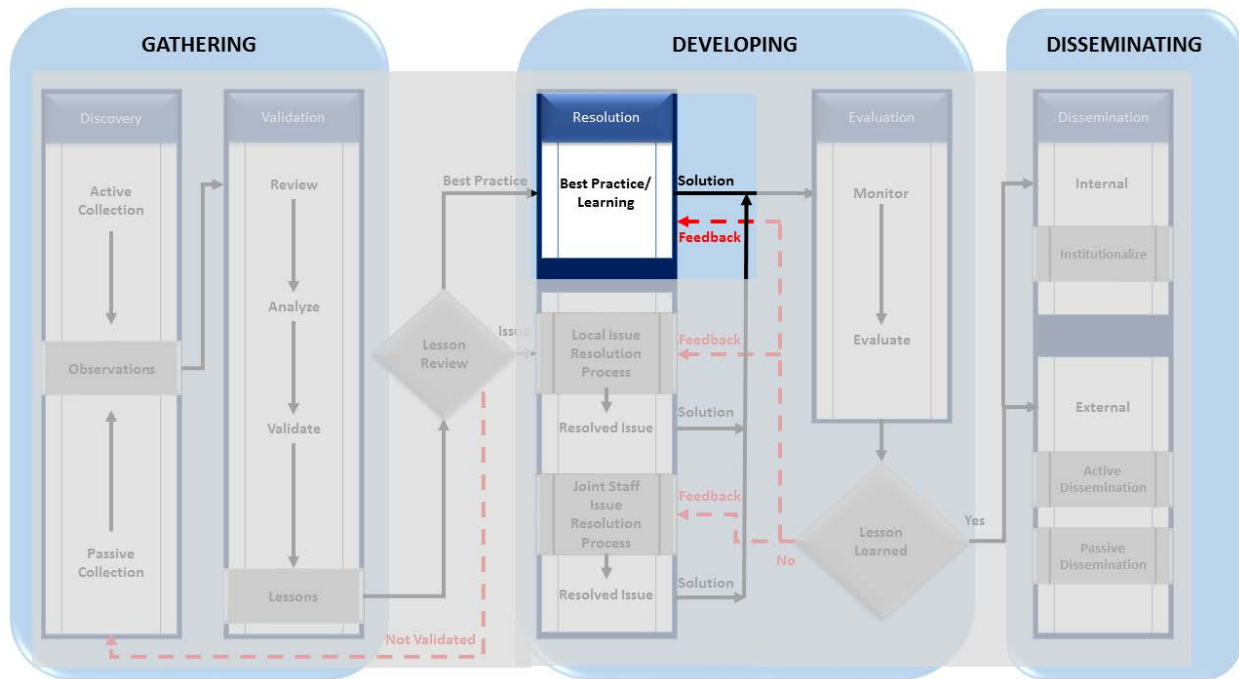 GATHERING
DEVELOPING
DISSEMINATING
Discovery
Active
Collection
Observations
Passive
Collection
Validation
Review
Analyze
Validate
Lessons
Not Validated
Best Practice
Lesson
Review
Issue
Resolution
Best Practice/
Learning
Solution
Feedback
Local Issue
Resolution
Process
Feedback
Resolved Issue
Solution
Joint Staff
Issue
Resolution
Process
Feedback
Resolved Issue
Solution
Evaluation
Monitor
Evaluate
Lesson
Learned
No
Yes
Dissemination
Internal
Institutionalize
External
Active
Dissemination
Passive
Dissemination